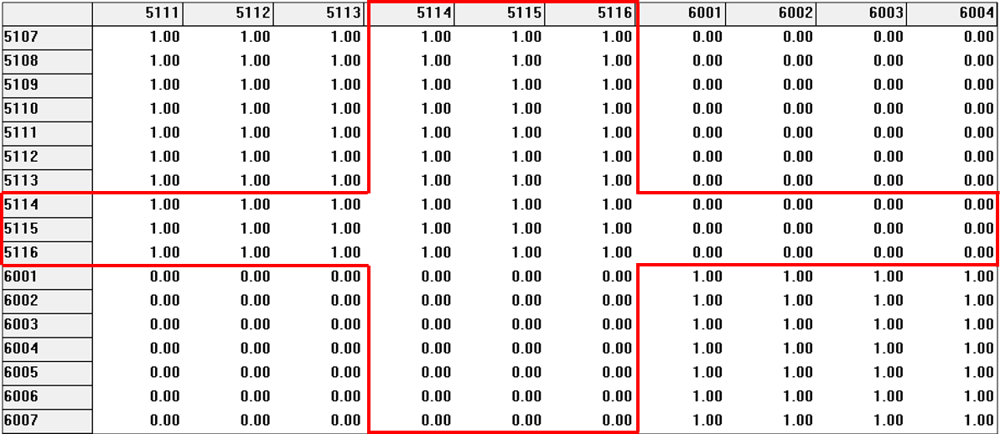 5111 5112 5113 5114 5115 5116 6001 6002 6003 6004
5107 1.00 1.00 1.00 1.00 1.00 1.00 0.00 0.00 0.00 0.00
5108 1.00 1.00 1.00 1.00 1.00 1.00 0.00 0.00 0.00 0.00
5109 1.00 1.00 1.00 1.00 1.00 1.00 0.00 0.00 0.00 0.00
5110 1.00 1.00 1.00 1.00 1.00 1.00 0.00 0.00 0.00 0.00
5111 1.00 1.00 1.00 1.00 1.00 1.00 0.00 0.00 0.00 0.00
5112 1.00 1.00 1.00 1.00 1.00 1.00 0.00 0.00 0.00 0.00
5113 1.00 1.00 1.00 1.00 1.00 1.00 0.00 0.00 0.00 0.00
5114 1.00 1.00 1.00 1.00 1.00 1.00 0.00 0.00 0.00 0.00
5115 1.00 1.00 1.00 1.00 1.00 1.00 0.00 0.00 0.00 0.00
5116 1.00 1.00 1.00 1.00 1.00 1.00 0.00 0.00 0.00 0.00
6001 0.00 0.00 0.00 0.00 0.00 0.00 1.00 1.00 1.00 1.00
6002 0.00 0.00 0.00 0.00 0.00 0.00 1.00 1.00 1.00 1.00
6003 0.00 0.00 0.00 0.00 0.00 0.00 1.00 1.00 1.00 1.00
6004 0.00 0.00 0.00 0.00 0.00 0.00 1.00 1.00 1.00 1.00
6005 0.00 0.00 0.00 0.00 0.00 0.00 1.00 1.00 1.00 1.00
6006 0.00 0.00 0.00 0.00 0.00 0.00 1.00 1.00 1.00 1.00
6007 0.00 0.00 0.00 0.00 0.00 0.00 1.00 1.00 1.00 1.00